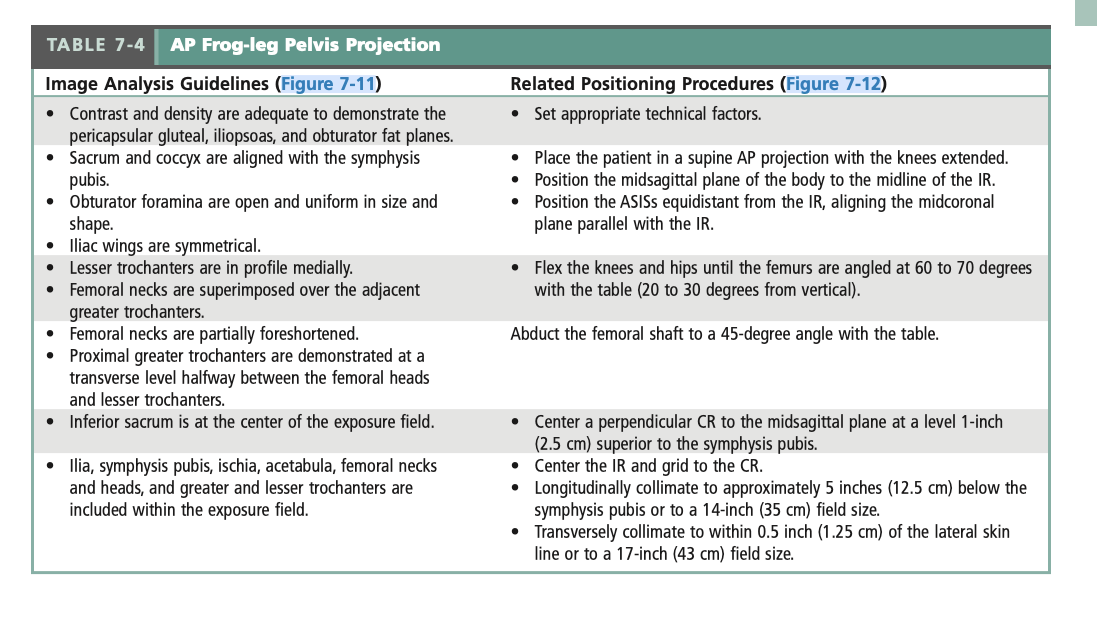 TABLE 7-4 AP Frog-leg Pelvis Projection
Image Analysis Guidelines (Figure 7-11) Related Positioning Procedures (Figure 7-12)
• Contrast and density are adequate to demonstrate the
pericapsular gluteal, iliopsoas, and obturator fat planes.
• Set appropriate technical factors.
• Sacrum and coccyx are aligned with the symphysis
pubis.
• Obturator foramina are open and uniform in size and
shape.
• Iliac wings are symmetrical.
• Place the patient in a supine AP projection with the knees extended.
• Position the midsagittal plane of the body to the midline of the IR.
• Position the ASISs equidistant from the IR, aligning the midcoronal
plane parallel with the IR.
• Lesser trochanters are in profile medially.
• Femoral necks are superimposed over the adjacent
greater trochanters.
• Flex the knees and hips until the femurs are angled at 60 to 70 degrees
with the table (20 to 30 degrees from vertical).
• Femoral necks are partially foreshortened.
• Proximal greater trochanters are demonstrated at a
transverse level halfway between the femoral heads
and lesser trochanters.
Abduct the femoral shaft to a 45-degree angle with the table.
• Inferior sacrum is at the center of the exposure field.
• Center a perpendicular CR to the midsagittal plane at a level 1-inch
(2.5 cm) superior to the symphysis pubis.
• Ilia, symphysis pubis, ischia, acetabula, femoral necks
and heads, and greater and lesser trochanters are
included within the exposure field.
• Center the IR and grid to the CR.
• Longitudinally collimate to approximately 5 inches (12.5 cm) below the
symphysis pubis or to a 14-inch (35 cm) field size.
• Transversely collimate to within 0.5 inch (1.25 cm) of the lateral skin
line or to a 17-inch (43 cm) field size.